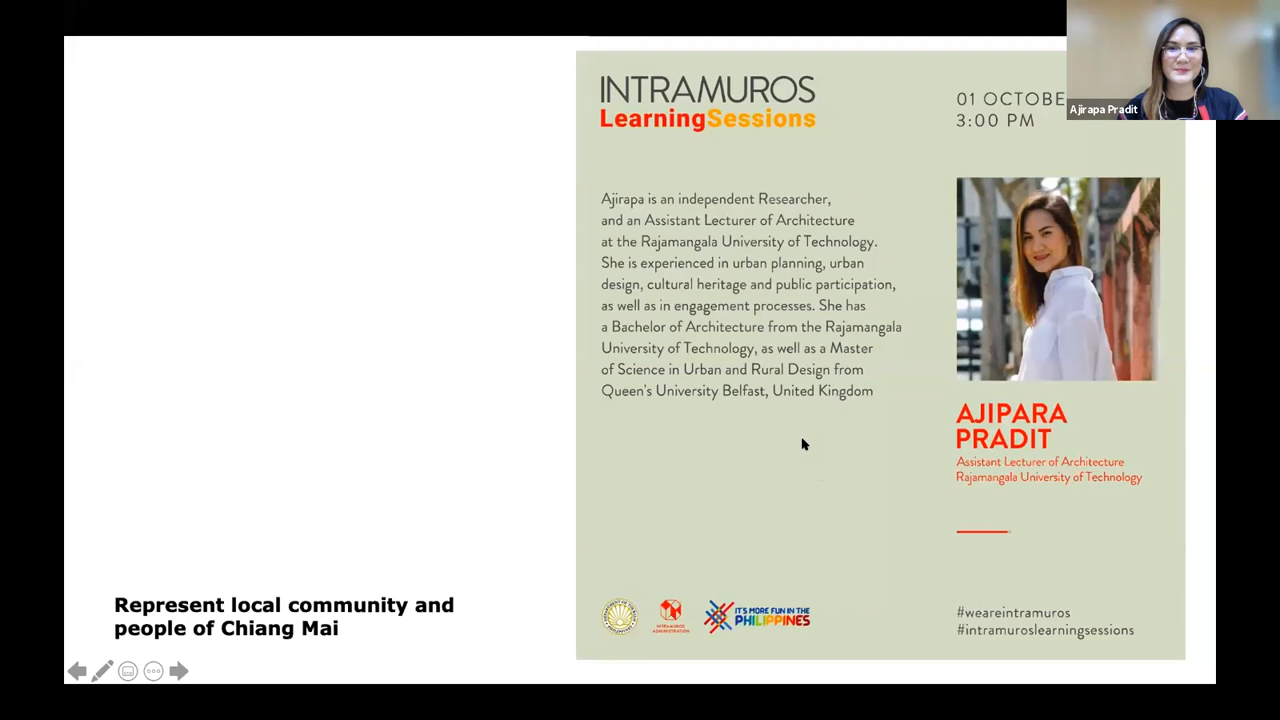 INTRAMUROS
LearningSessions
01 OCTOBE
3:00 PM
Ajirapa Pradit
Ajirapa is an independent Researcher,
and an Assistant Lecturer of Architecture
at the Rajamangala University of Technology.
She is experienced in urban planning, urban
design, cultural heritage and public participation,
as well as in engagement processes. She has
a Bachelor of Architecture from the Rajamangala
University of Technology, as well as a Master
of Science in Urban and Rural Design from
Queen's University Belfast, United Kingdom
AJIPARA
PRADIT
Assistant Lecturer of Architecture
Rajamangala University of Technology
Represent local community and
people of Chiang Mai
INTRAMUROS
ADMINISTRATION
IT'S MORE FUN IN THE
PHILIPPINES
#weareintramuros
#intramuroslearningsessions